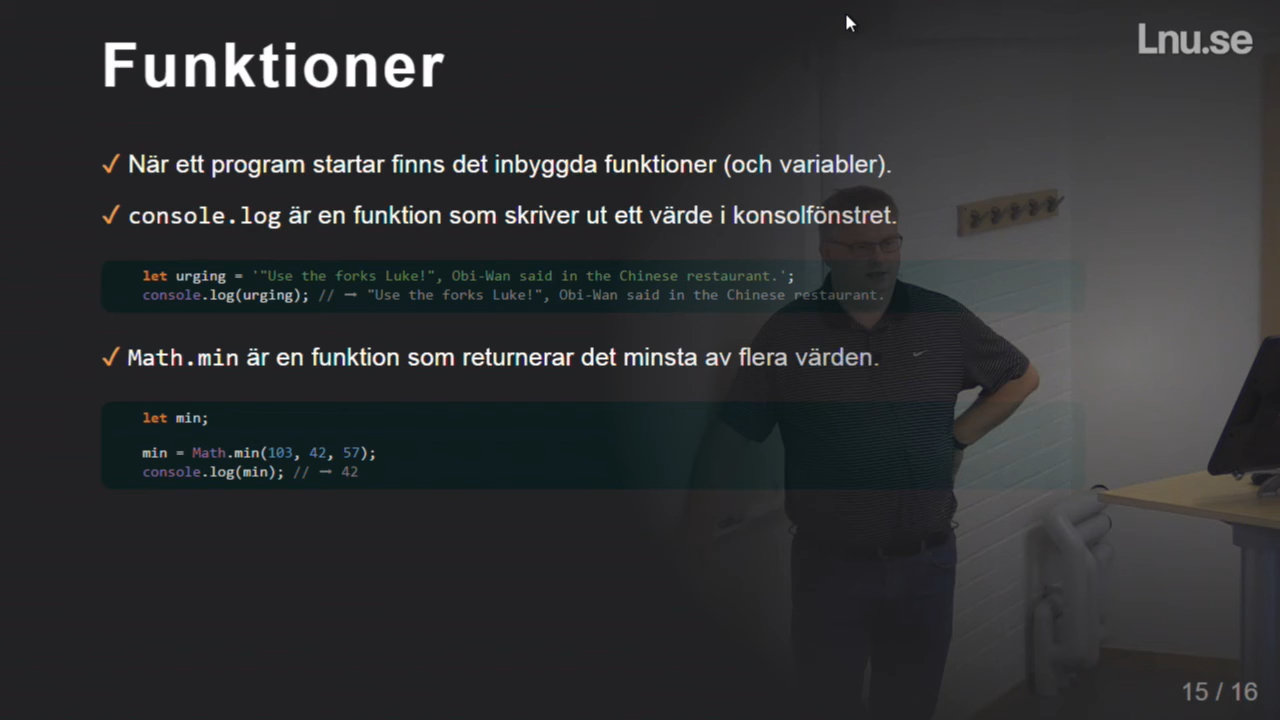 Funktioner
Lnu.se
✓ När ett program startar finns det inbyggda funktioner (och variabler).
✓ console.log är en funktion som skriver ut ett värde i konsolfönstret.
let urging = '"Use the forks Luke!", Obi-Wan said in the Chinese restaurant.';
console.log(urging); // → "Use the forks Luke!", Obi-Wan said in the Chinese restaurant.
✓ Math.min är en funktion som returnerar det minsta av flera värden.
let min;
min = Math.min(103, 42, 57);
console.log(min); // → 42
15 / 16